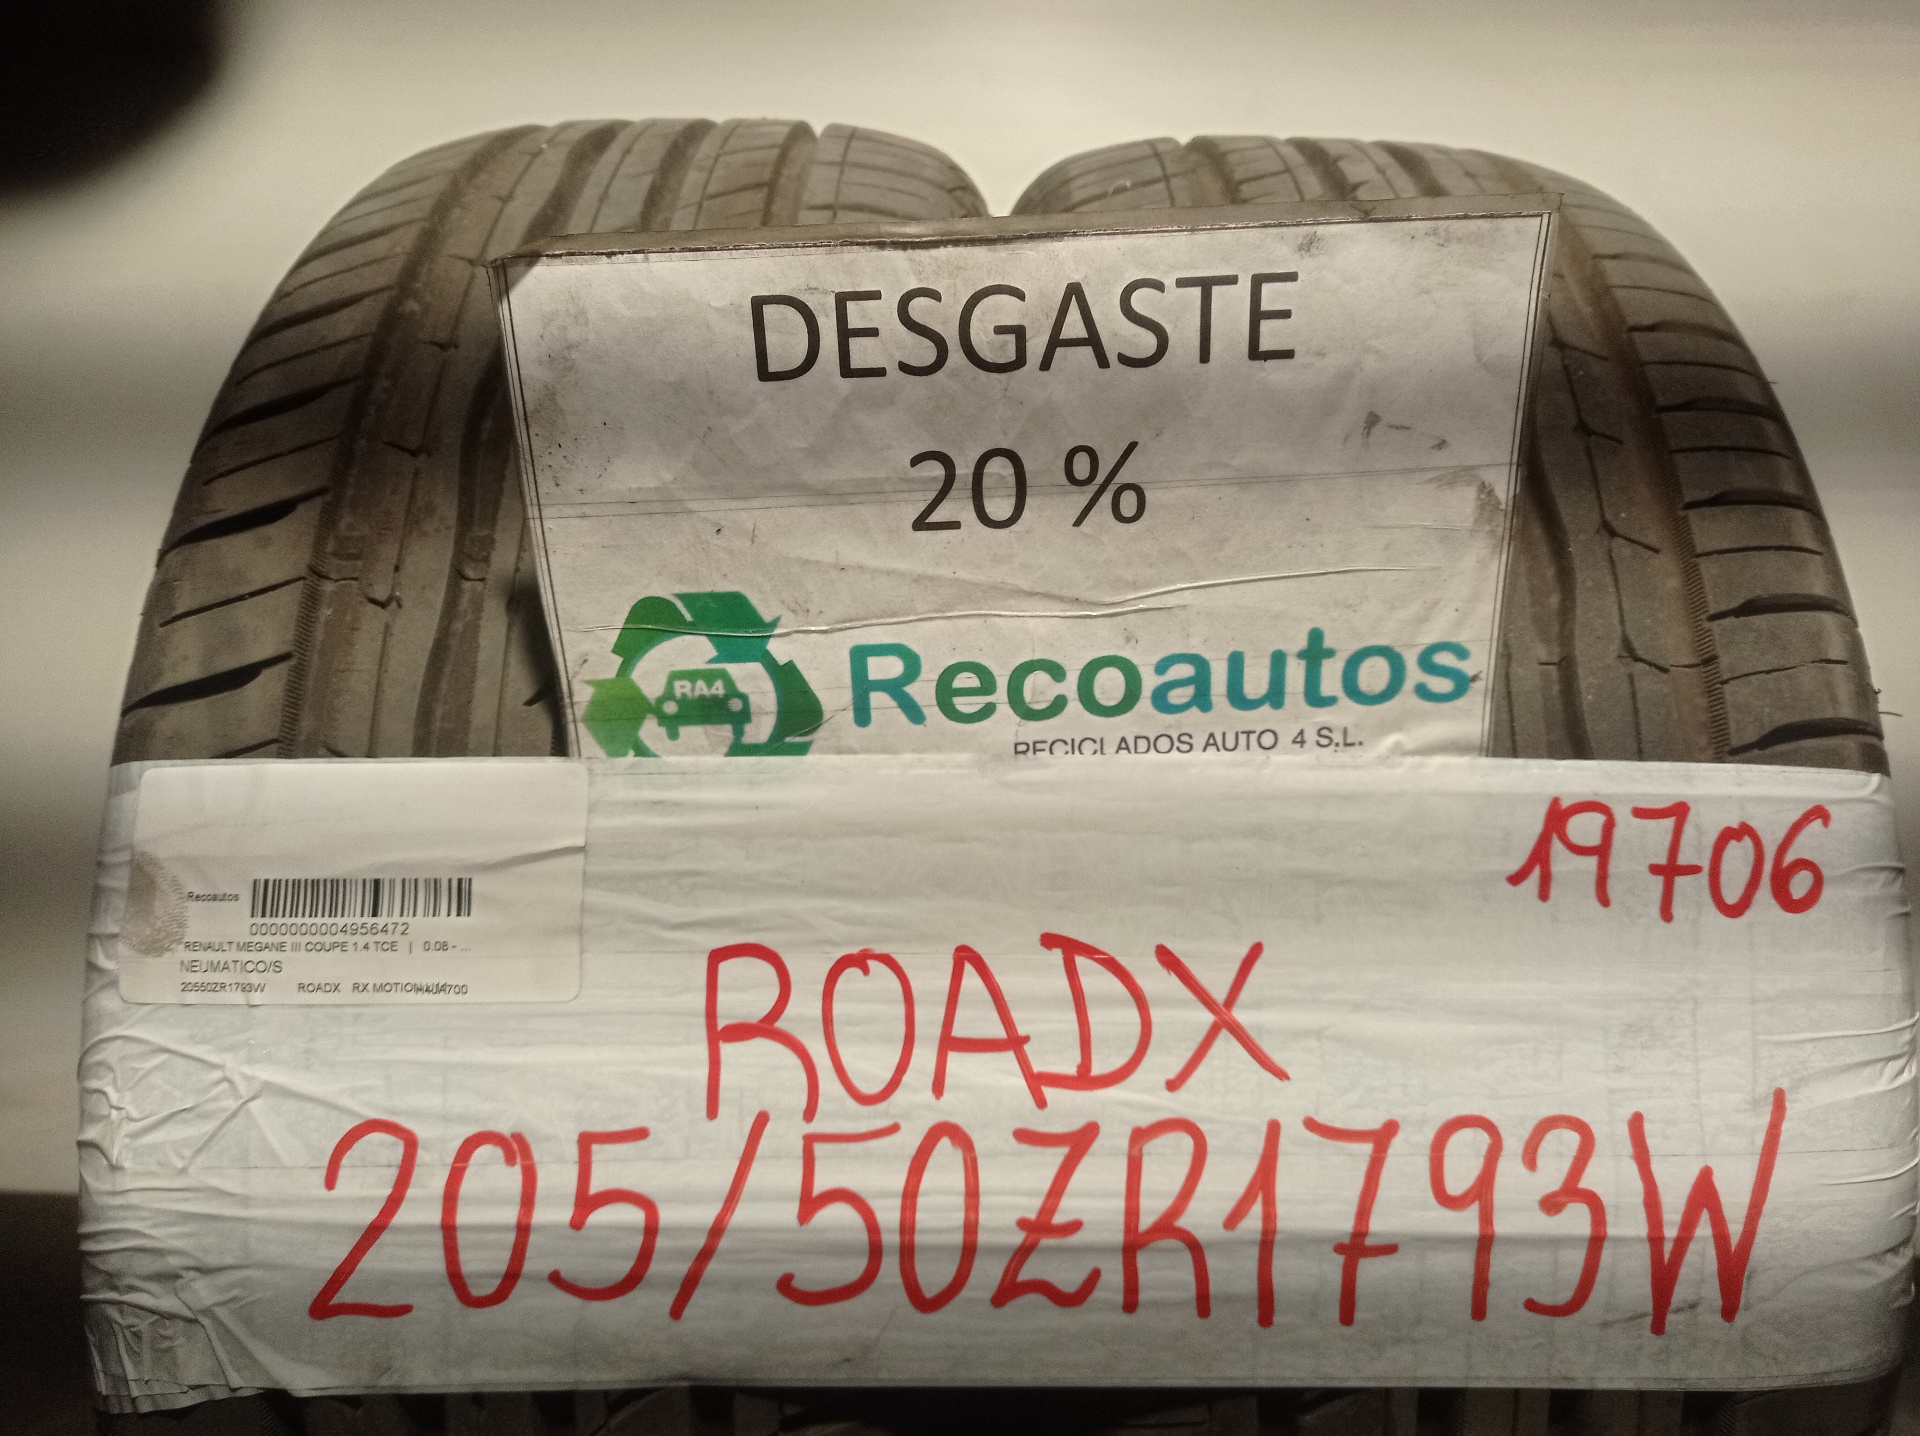 DESGASTE
20 %
RA4
Recoautos
RECICLADOS AUTO 4 S.L.
19706
Recoautos
0000000004956472
RENAULT MEGANE III COUPE 1.4 TCE | 0.08 - ...
NEUMATICO/S
20550ZR1793W ROADX RX MOTION
ROADX
205/50ZR1793W